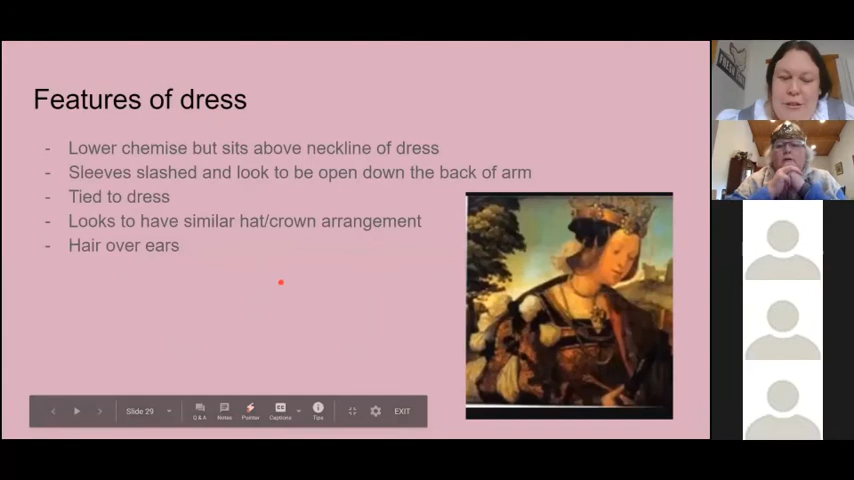 Features of dress
- Lower chemise but sits above neckline of dress
- Sleeves slashed and look to be open down the back of arm
- Tied to dress
- Looks to have similar hat/crown arrangement
- Hair over ears
Slide 29
Q & A
Notes
Pointer
CC
Captions
Tips
EXIT